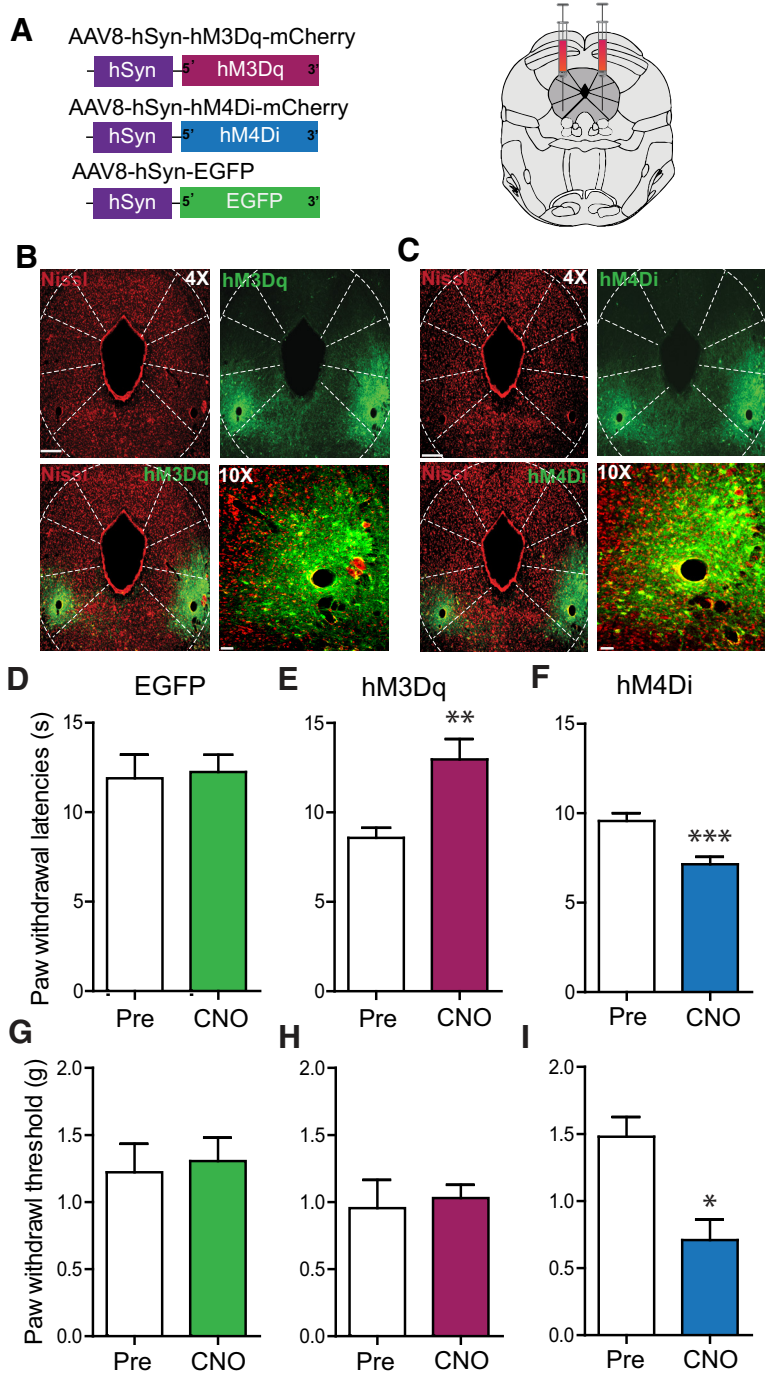 A
AAV8-hSyn-hM3Dq-mCherry
hSyn 5' hM3Dq 3'
AAV8-hSyn-hM4Di-mCherry
hSyn 5' hM4Di 3'
AAV8-hSyn-EGFP
hSyn 5' EGFP 3'
B
Nissl 4X hM3Dq
Nissl hM3Dq 10X
C
Nissl 4X hM4Di
Nissl hM4Di 10X
D EGFP
Paw withdrawal latencies (s)
15
10
5
0
Pre CNO
E hM3Dq
15
10
5
0
**
Pre CNO
F hM4Di
15
10
5
0
***
Pre CNO
G
Paw withdrawl threshold (g)
2.0
1.5
1.0
0.5
0.0
Pre CNO
H
2.0
1.5
1.0
0.5
0.0
Pre CNO
I
2.0
1.5
1.0
0.5
0.0
*
Pre CNO